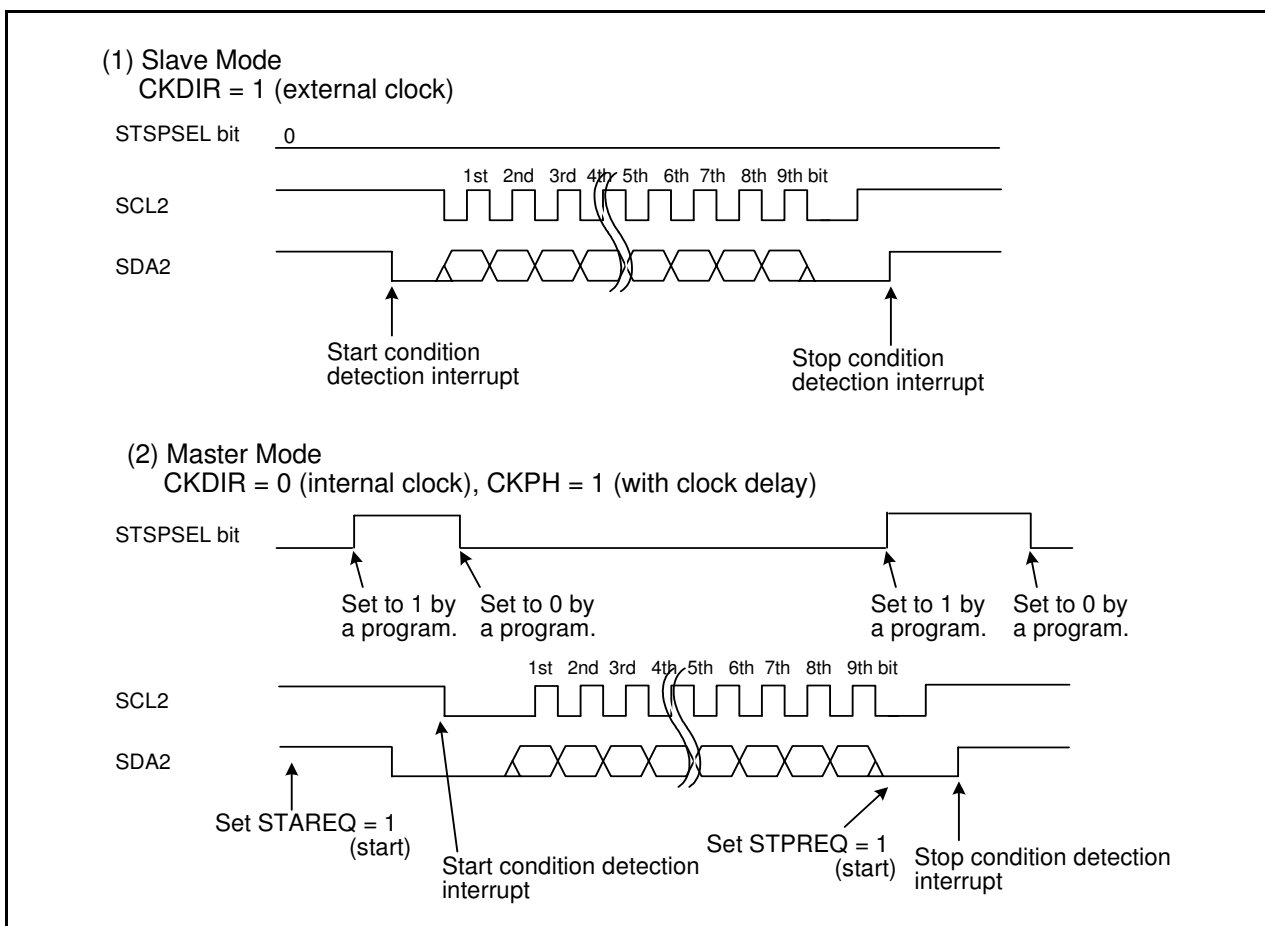 (1) Slave Mode
CKDIR = 1 (external clock)
STSPSEL bit 0
1st 2nd 3rd 4th 5th 6th 7th 8th 9th bit
SCL2
SDA2
Start condition
detection interrupt
Stop condition
detection interrupt
(2) Master Mode
CKDIR = 0 (internal clock), CKPH = 1 (with clock delay)
STSPSEL bit
Set to 1 by
a program.
Set to 0 by
a program.
Set to 1 by
a program.
Set to 0 by
a program.
1st 2nd 3rd 4th 5th 6th 7th 8th 9th bit
SCL2
SDA2
Set STAREQ = 1
(start)
Start condition detection
interrupt
Set STPREQ = 1
(start)
Stop condition detection
interrupt